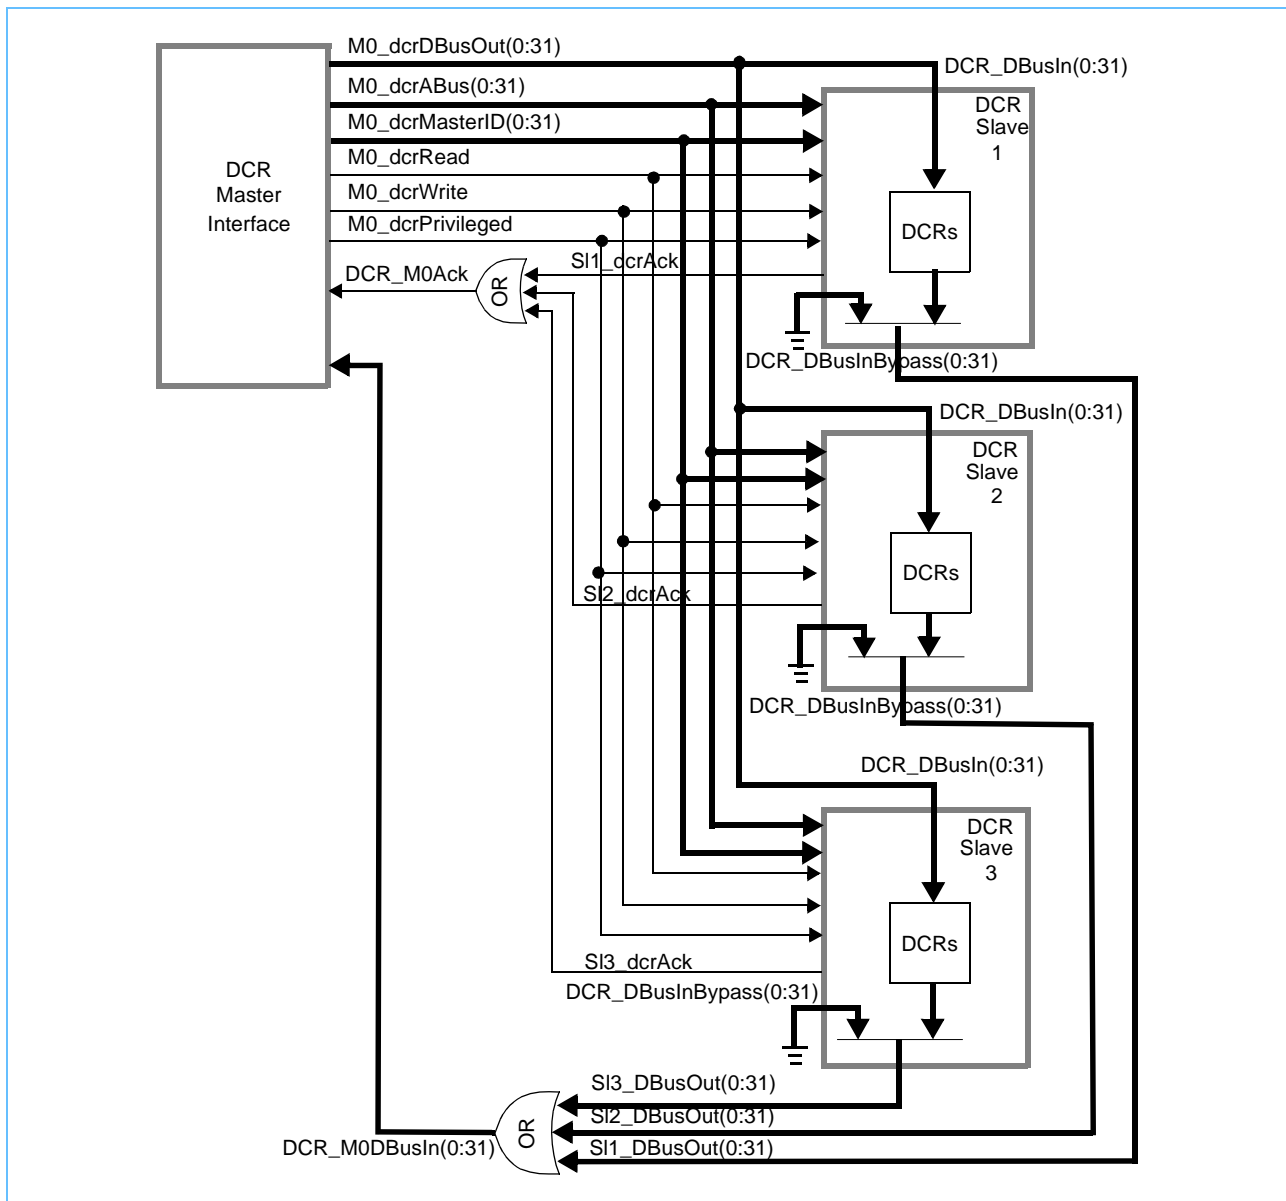 M0_dcrDBusOut(0:31)
DCR_DBusIn(0:31)
M0_dcrABus(0:31)
M0_dcrMasterID(0:31)
M0_dcrRead
M0_dcrWrite
M0_dcrPrivileged
DCR
Master
Interface
DCR
Slave
1
DCRs
Sl1_dcrAck
DCR_M0Ack
OR
DCR_DBusInBypass(0:31)
DCR_DBusIn(0:31)
DCR
Slave
2
DCRs
Sl2_dcrAck
DCR_DBusInBypass(0:31)
DCR_DBusIn(0:31)
DCR
Slave
3
DCRs
Sl3_dcrAck
DCR_DBusInBypass(0:31)
Sl3_DBusOut(0:31)
Sl2_DBusOut(0:31)
Sl1_DBusOut(0:31)
OR
DCR_M0DBusIn(0:31)